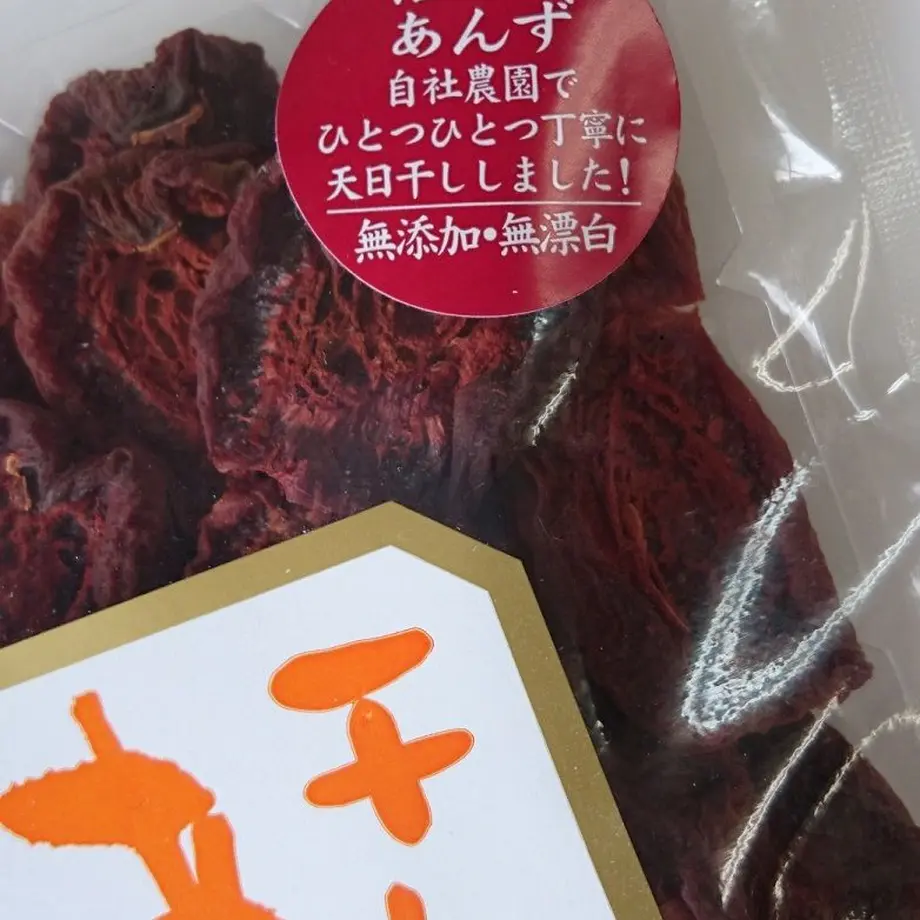 あんず
自社農園で
ひとつひとつ丁寧に
天日干ししました!
無添加•無漂白
干